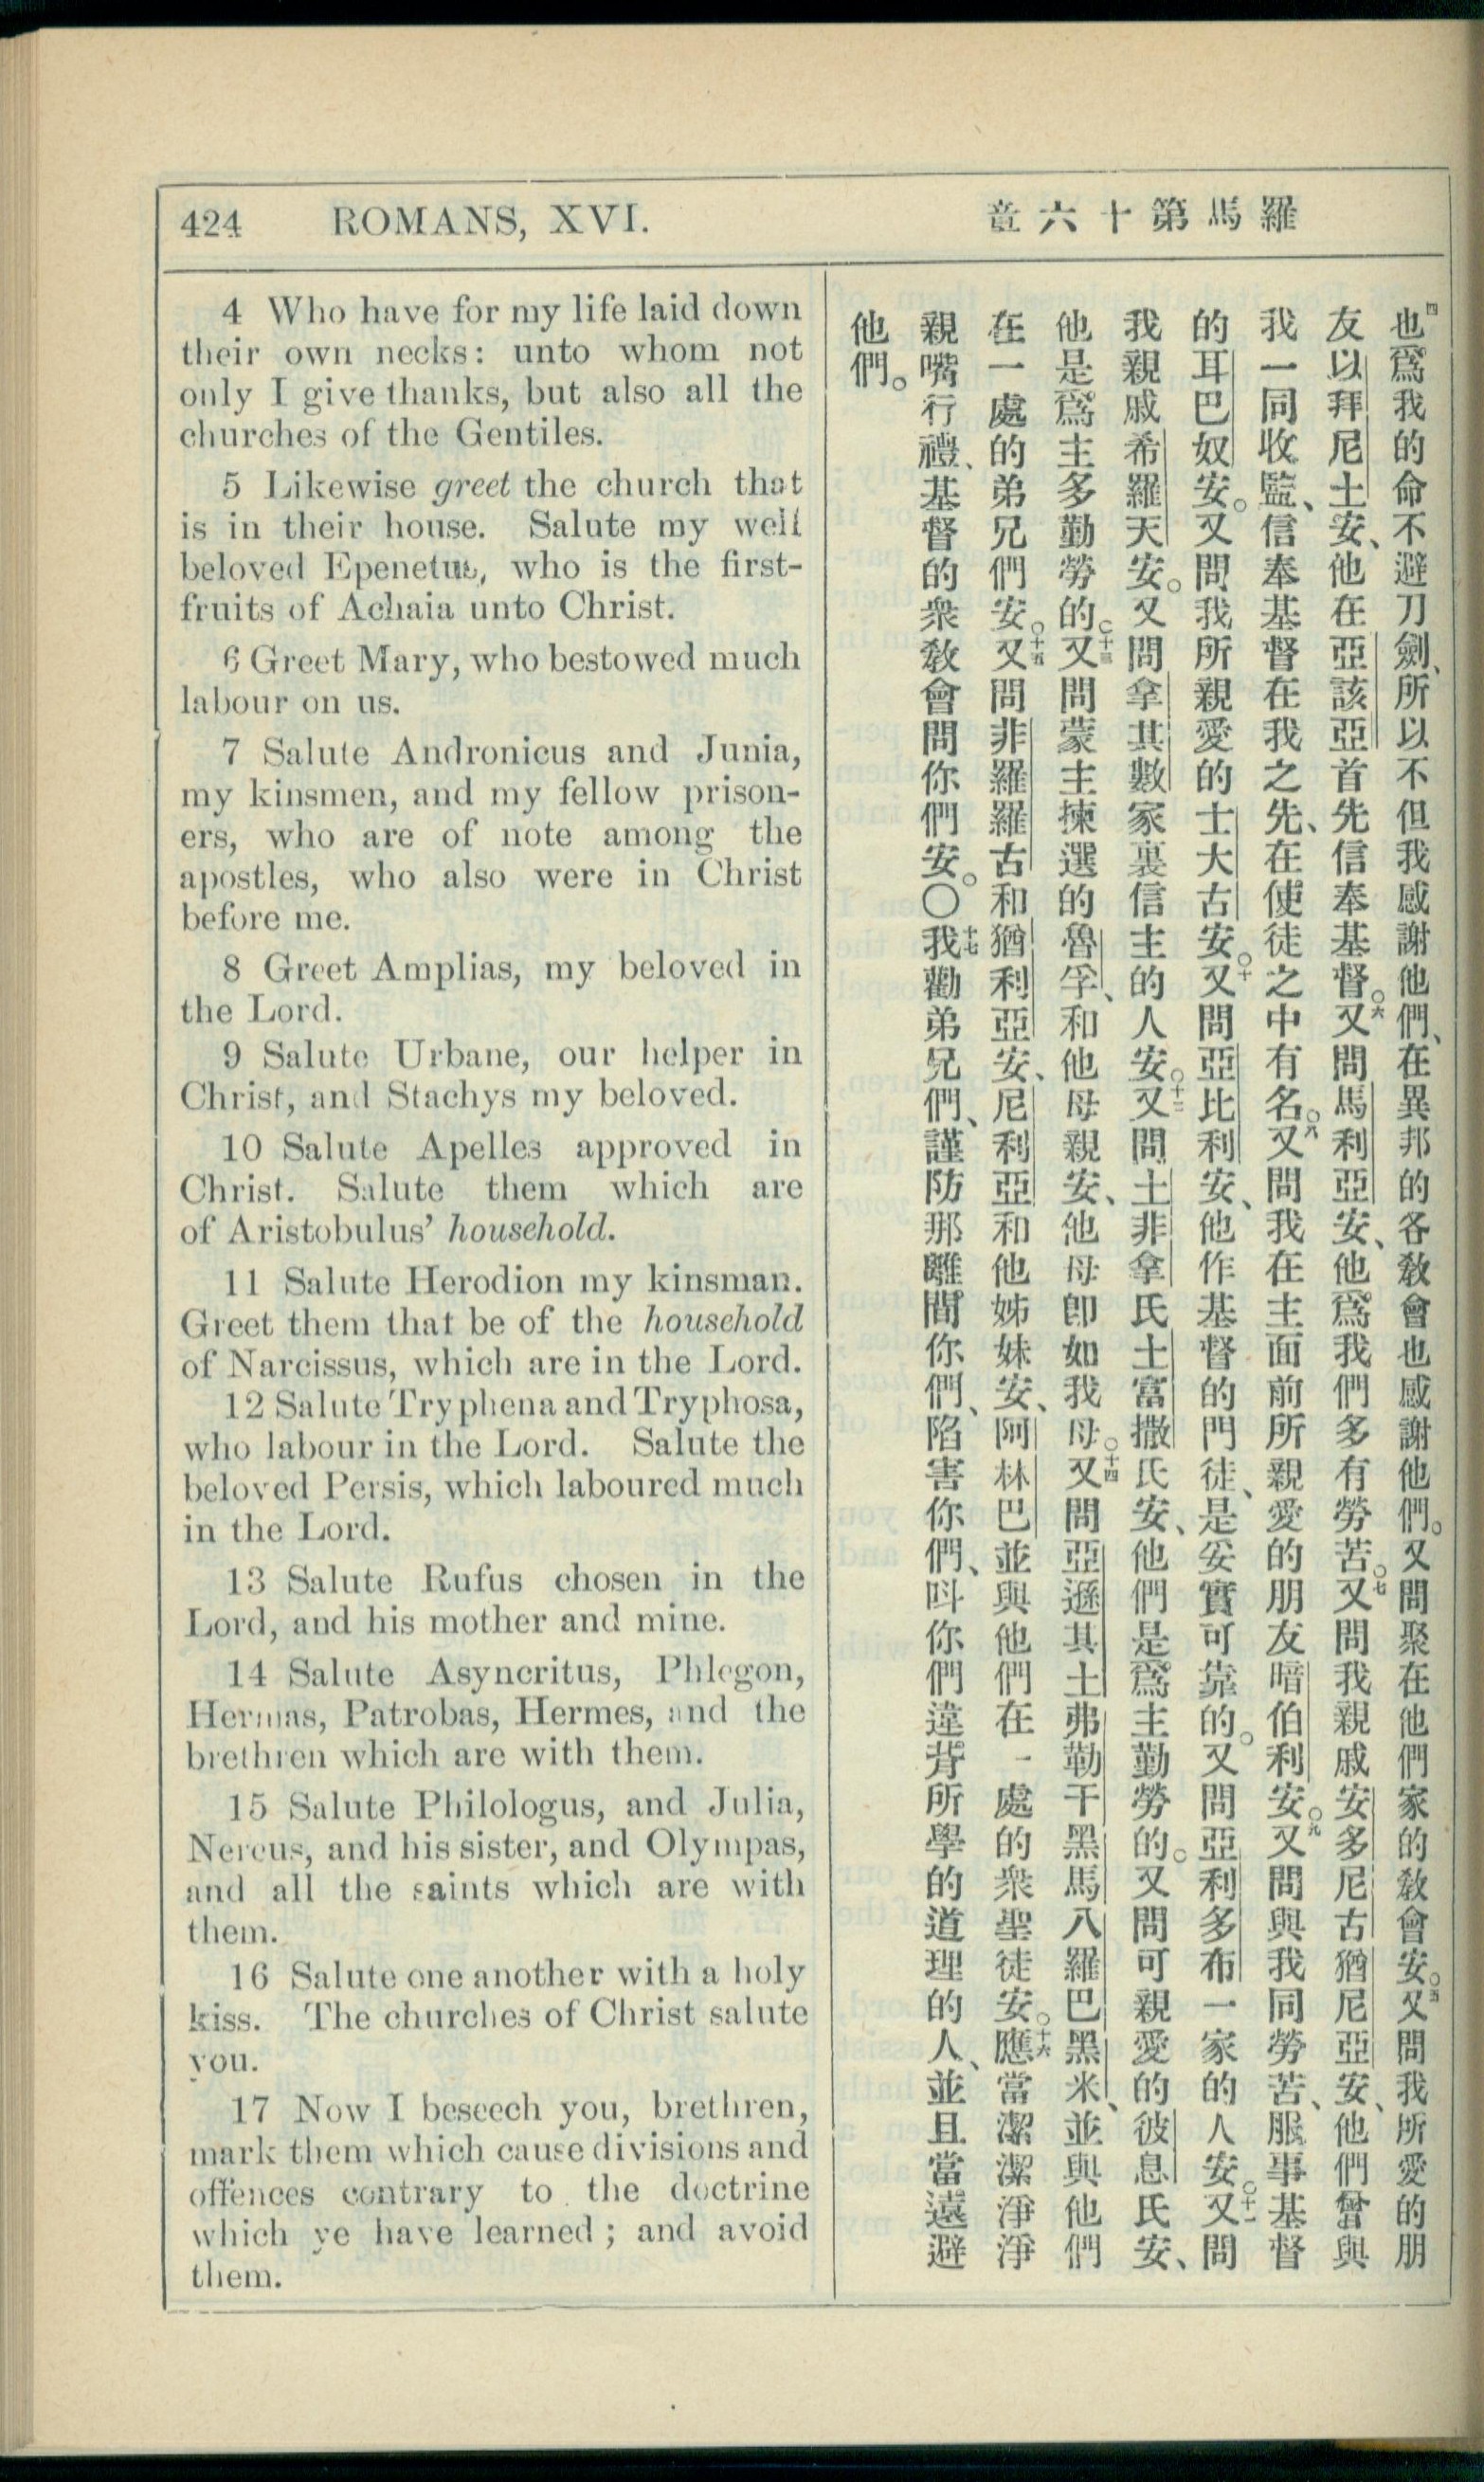 424 ROMANS, XVI.
羅馬第十六章
4 Who have for my life laid down
their own necks: unto whom not
only I give thanks, but also all the
churches of the Gentiles.
5 Likewise greet the church that
is in their house. Salute my well
beloved Epenetus, who is the first-
fruits of Achaia unto Christ.
6 Greet Mary, who bestowed much
labour on us.
7 Salute Andronicus and Junia,
my kinsmen, and my fellow prison-
ers, who are of note among the
apostles, who also were in Christ
before me.
8 Greet Amplias, my beloved in
the Lord.
9 Salute Urbane, our helper in
Christ, and Stachys my beloved.
10 Salute Apelles approved in
Christ. Salute them which are
of Aristobulus’ household.
11 Salute Herodion my kinsman.
Greet them that be of the household
of Narcissus, which are in the Lord.
12 Salute Tryphena and Tryphosa,
who labour in the Lord. Salute the
beloved Persis, which laboured much
in the Lord.
13 Salute Rufus chosen in the
Lord, and his mother and mine.
14 Salute Asyncritus, Phlegon,
Hermas, Patrobas, Hermes, and the
brethren which are with them.
15 Salute Philologus, and Julia,
Nereus, and his sister, and Olympas,
and all the saints which are with
them.
16 Salute one another with a holy
kiss. The churches of Christ salute
you.
17 Now I beseech you, brethren,
mark them which cause divisions and
offences contrary to the doctrine
which ye have learned; and avoid
them.
四也爲我的命不避刀劍、所以不但我感謝他們、在異邦的各敎會也感謝他們。又問聚在他們家的敎會安。五又問我所愛的朋
友以拜尼土安、他在亞該亞首先信奉基督。六又問馬利亞安、他爲我們多有勞苦。七又問我親戚安多尼古猶尼亞安、他們曾與
我一同收監、信奉基督在我之先、在使徒之中有名。八又問我在主面前所親愛的朋友暗伯利安。九又問與我同勞苦、服事基督
的耳巴奴安。又問我所親愛的士大古安。十又問亞比利安、他作基督的門徒、是妥實可靠的。又問亞利多布一家的人安。十一又問
我親戚希羅天安。又問拿其數家裏信主的人安。十二又問土非拿氏土富撒氏安、他們是爲主勤勞的。又問可親愛的彼息氏安、
他是爲主多勤勞的。十三又問蒙主揀選的魯孚、和他母親安、他母卽如我母。十四又問亞遜其土弗勒干黑馬八羅巴黑米、並與他們
在一處的弟兄們安。十五又問非羅羅古和猶利亞安、尼利亞和他姊妹安、阿林巴並與他們在一處的衆聖徒安。十六應當潔潔淨淨
親嘴行禮、基督的衆敎會問你們安。〇十七我勸弟兄們、謹防那離間你們、陷害你們、呌你們違背所學的道理的人、並且當遠避
他們。